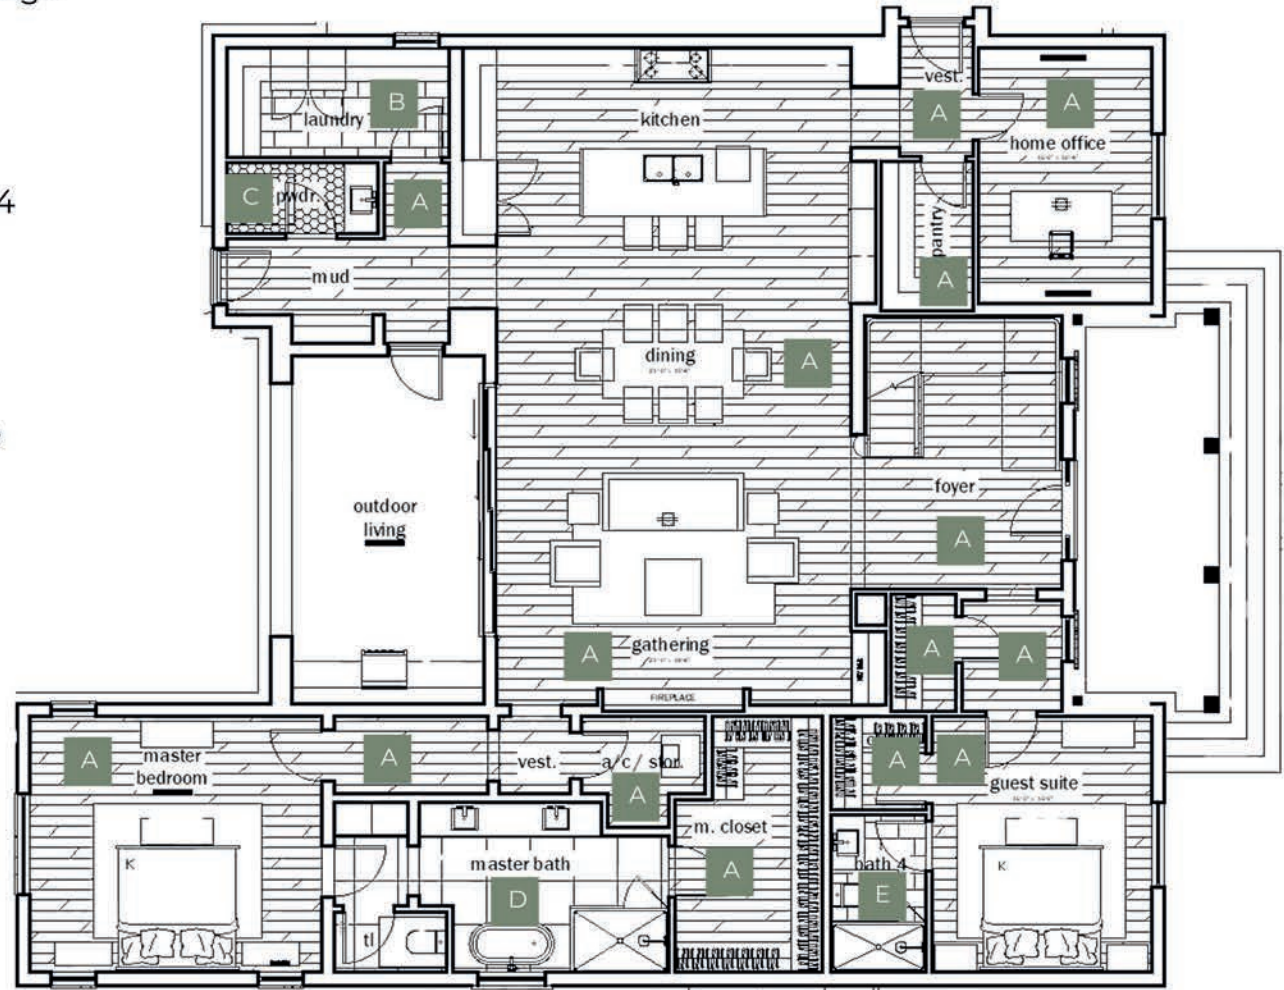 4
vest.
A
A
B
laundry
kitchen
home office
C
pwdr.
A
pantry
A
mud
dining
A
outdoor
living
foyer
A
A
gathering
FIREPLACE
A
A
A
master
bedroom
A
vest.
a/c / stor.
A
A
A
guest suite
K
m. closet
A
master bath
D
bath 4
E
K
tl